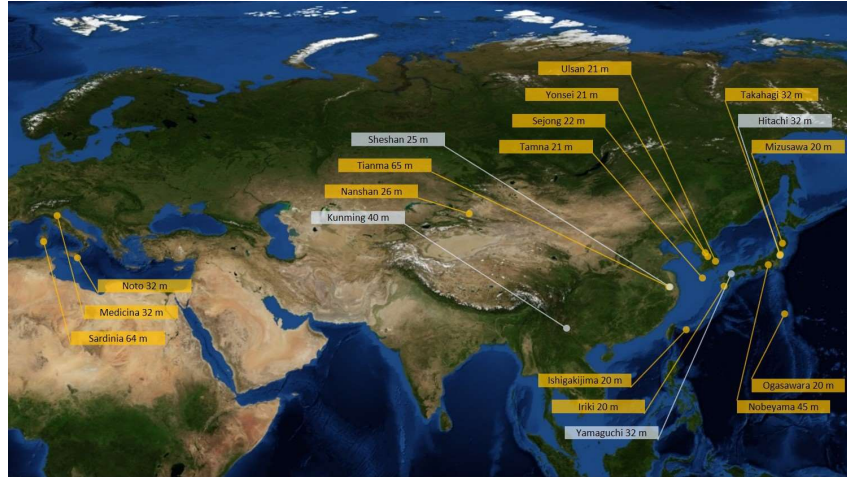 Ulsan 21 m
Yonsei 21 m
Takahagi 32 m
Sejong 22 m
Hitachi 32 m
Sheshan 25 m
Tamna 21 m
Mizusawa 20 m
Tianma 65 m
Nanshan 26 m
Kunming 40 m
Noto 32 m
Medicina 32 m
Sardinia 64 m
Ishigakijima 20 m
Ogasawara 20 m
Iriki 20 m
Nobeyama 45 m
Yamaguchi 32 m